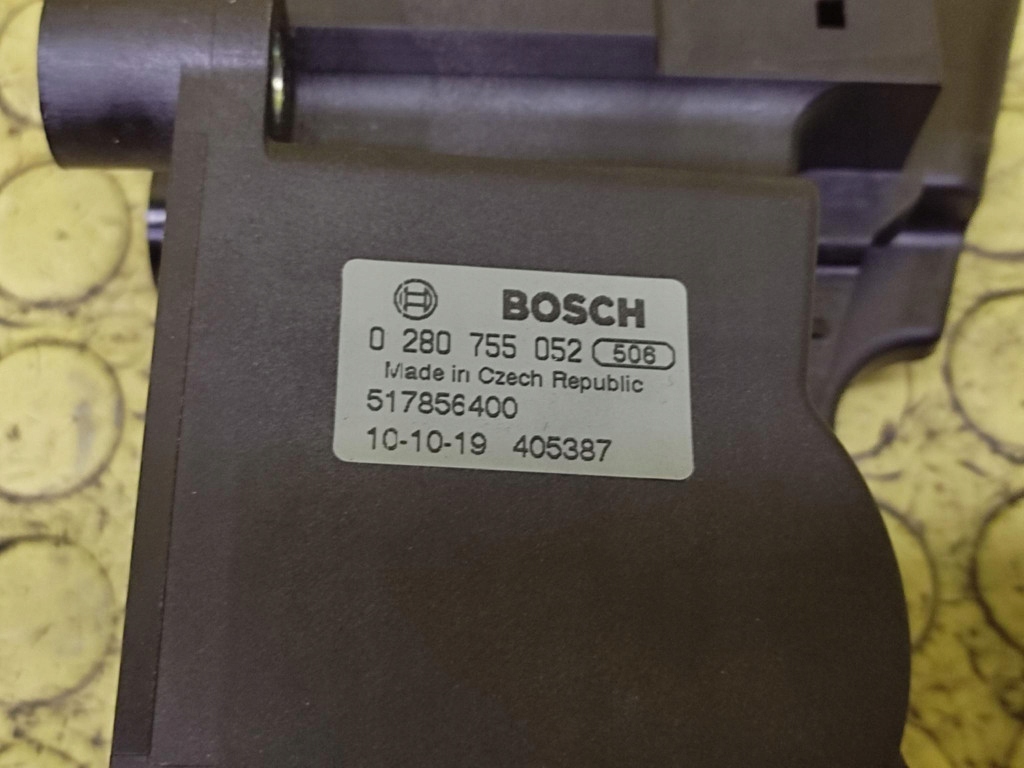 BOSCH
0 280 755 052 506
Made in Czech Republic
517856400
10-10-19 405387